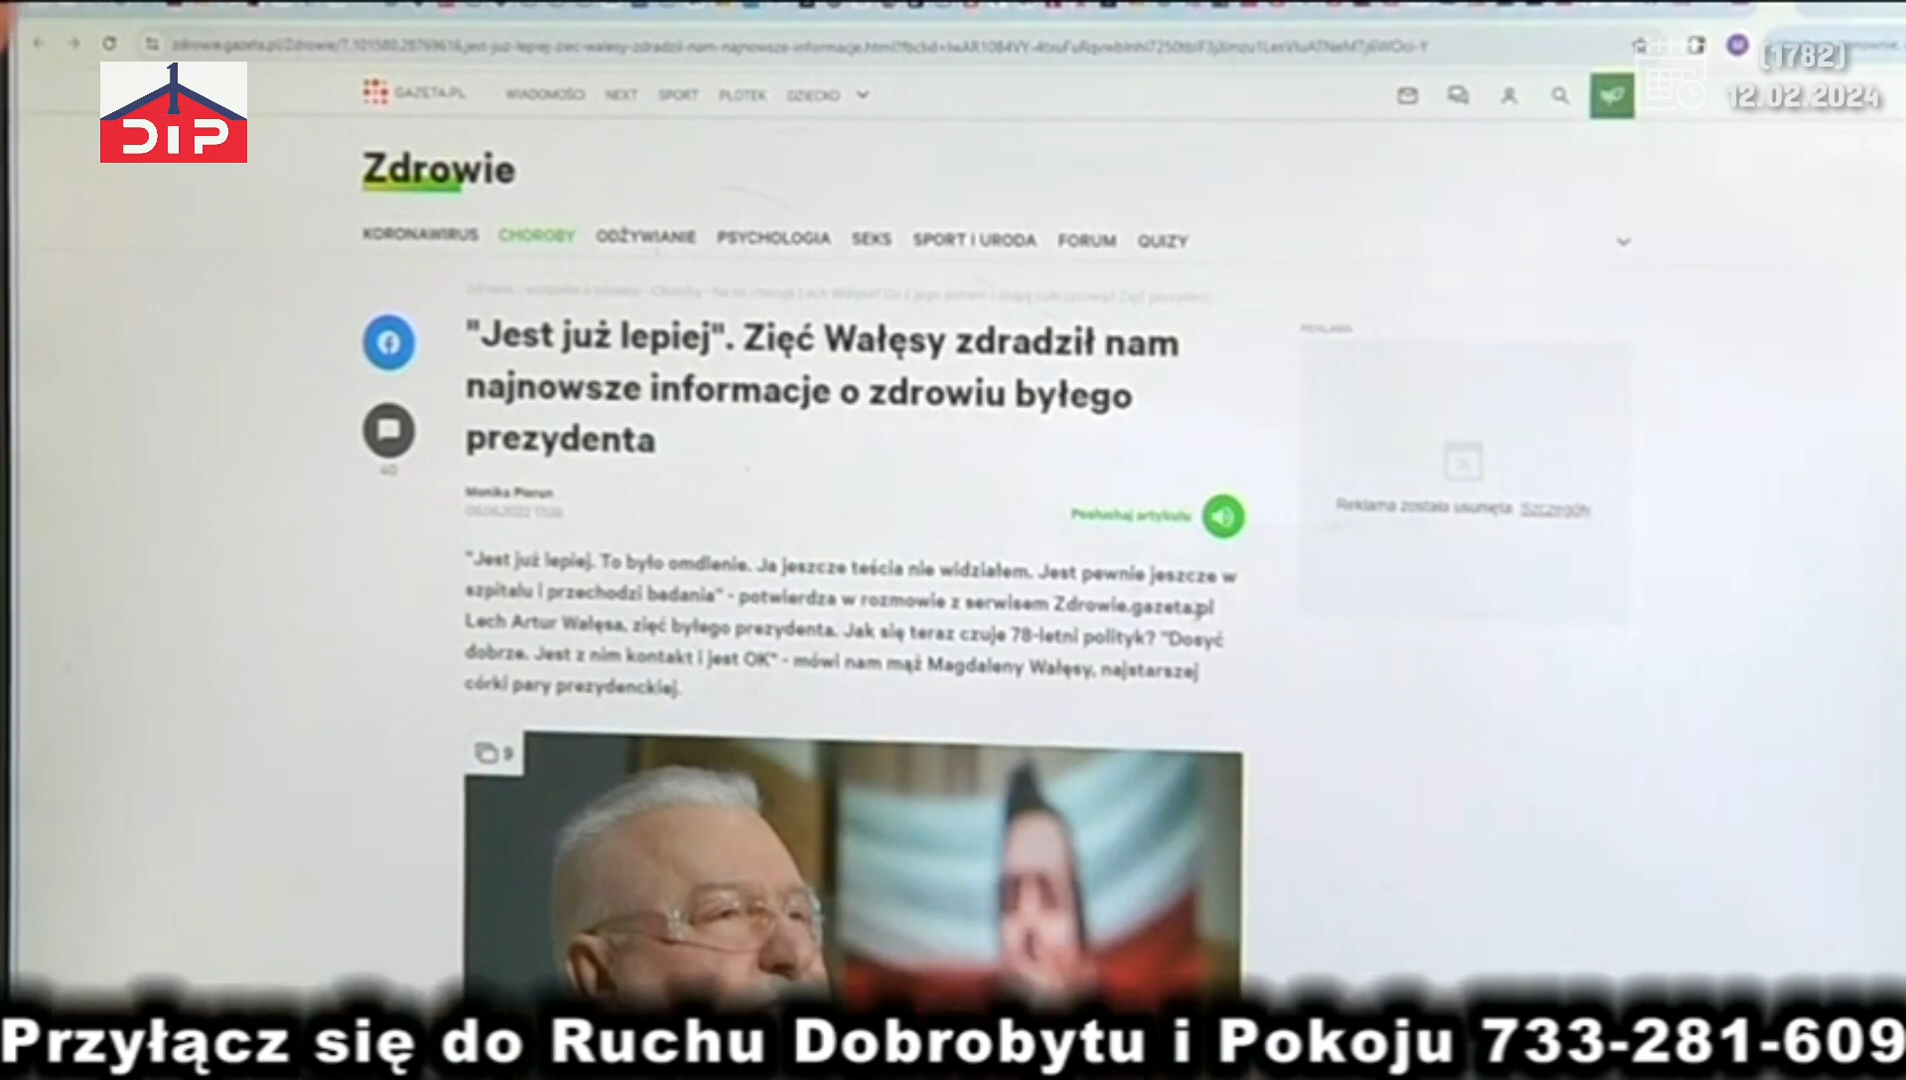 (1782)
12.02.2024
DIP
GAZETA.PL WIADOMOŚCI NEXT SPORT PLOTEK DZIECKO
Zdrowie
KORONAWIRUS CHOROBY ODŻYWIANIE PSYCHOLOGIA SEKS SPORT I URODA FORUM QUIZY
"Jest już lepiej". Zięć Wałęsy zdradził nam
najnowsze informacje o zdrowiu byłego
prezydenta
REKLAMA
40
Monika Piorun
Posłuchaj artykułu
Reklama została usunięta. Szczegóły
"Jest już lepiej. To było omdlenie. Ja jeszcze teścia nie widziałem. Jest pewnie jeszcze w
szpitalu i przechodzi badania" - potwierdza w rozmowie z serwisem Zdrowie.gazeta.pl
Lech Artur Wałęsa, zięć byłego prezydenta. Jak się teraz czuje 78-letni polityk? "Dosyć
dobrze. Jest z nim kontakt i jest OK" - mówi nam mąż Magdaleny Wałęsy, najstarszej
córki pary prezydenckiej.
9
Przyłącz się do Ruchu Dobrobytu i Pokoju 733-281-609